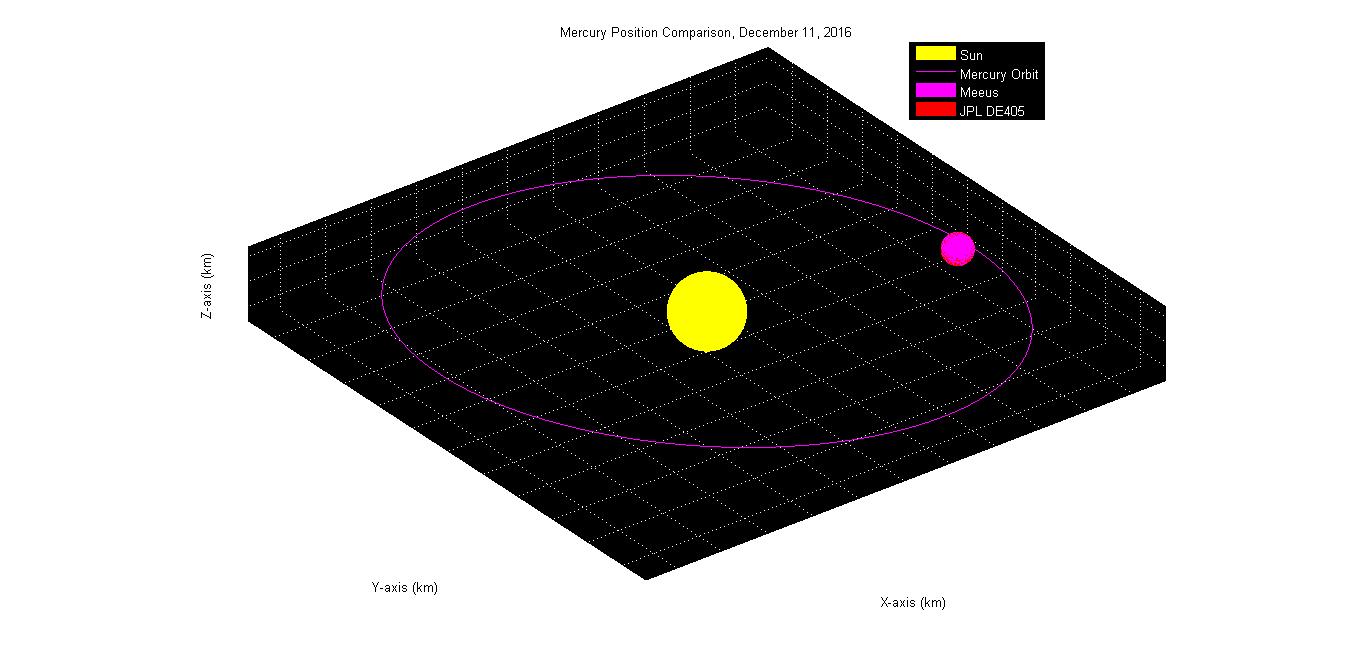 Mercury Position Comparison, December 11, 2016
Sun
Mercury Orbit
Meeus
JPL DE405
Z-axis (km)
Y-axis (km)
X-axis (km)